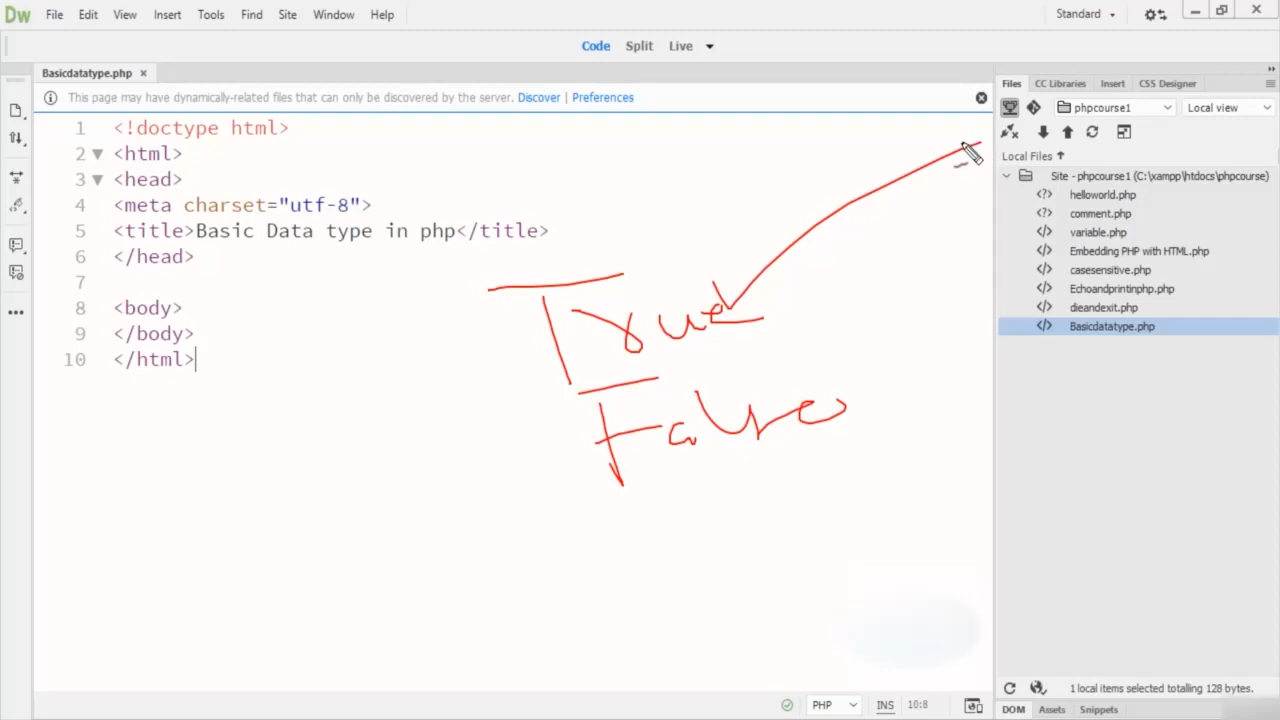 Dw File Edit View Insert Tools Find Site Window Help Standard
Code Split Live
Basicdatatype.php
This page may have dynamically-related files that can only be discovered by the server. Discover | Preferences
1 <!doctype html>
2 <html>
3 <head>
4 <meta charset="utf-8">
5 <title>Basic Data type in php</title>
6 </head>
7
8 <body>
9 </body>
10 </html>
True
False
PHP INS 10:8
Files CC Libraries Insert CSS Designer
phpcourse1 Local view
Local Files
Site - phpcourse1 (C:\xampp\htdocs\phpcourse)
helloworld.php
comment.php
variable.php
Embedding PHP with HTML.php
casesensitive.php
Echoandprintinphp.php
dieandexit.php
Basicdatatype.php
1 local items selected totalling 128 bytes.
DOM Assets Snippets